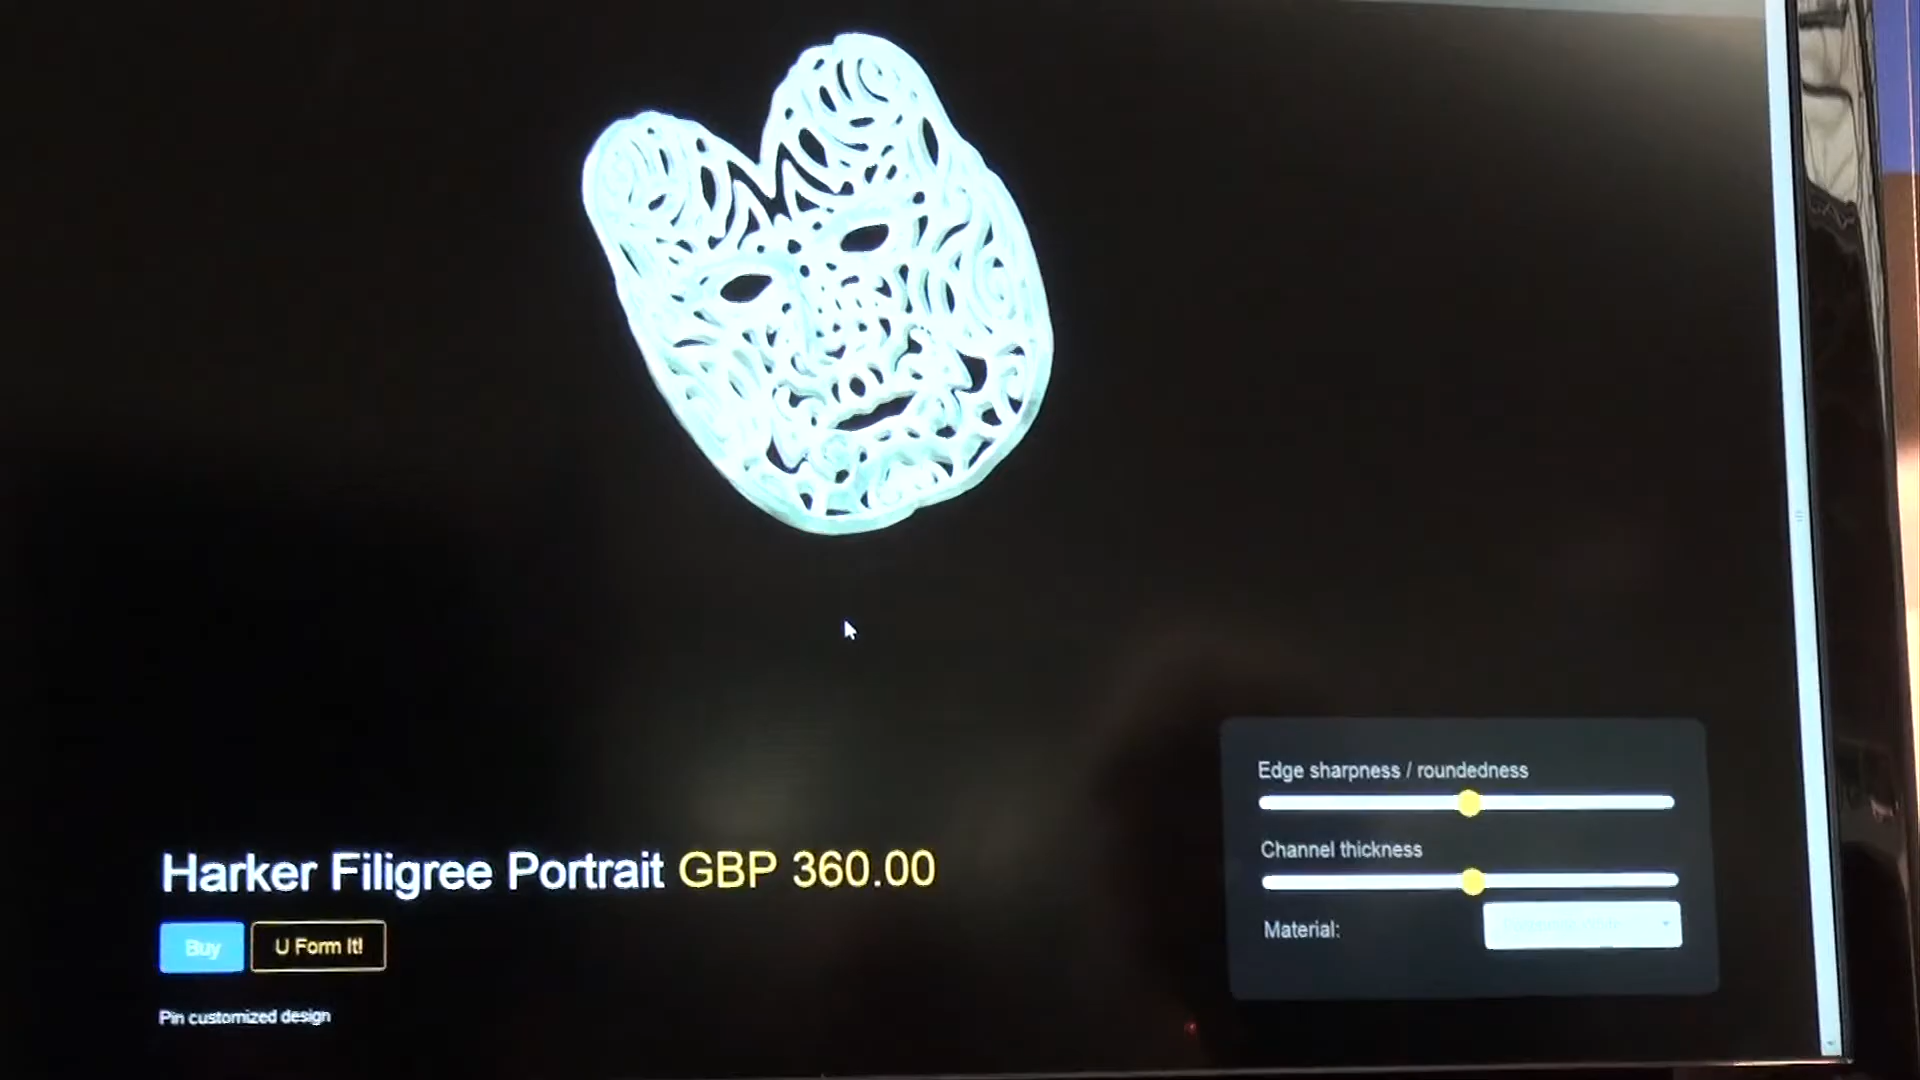 Harker Filigree Portrait GBP 360.00
Buy
U Form It!
Pin customized design
Edge sharpness / roundedness
Channel thickness
Material: